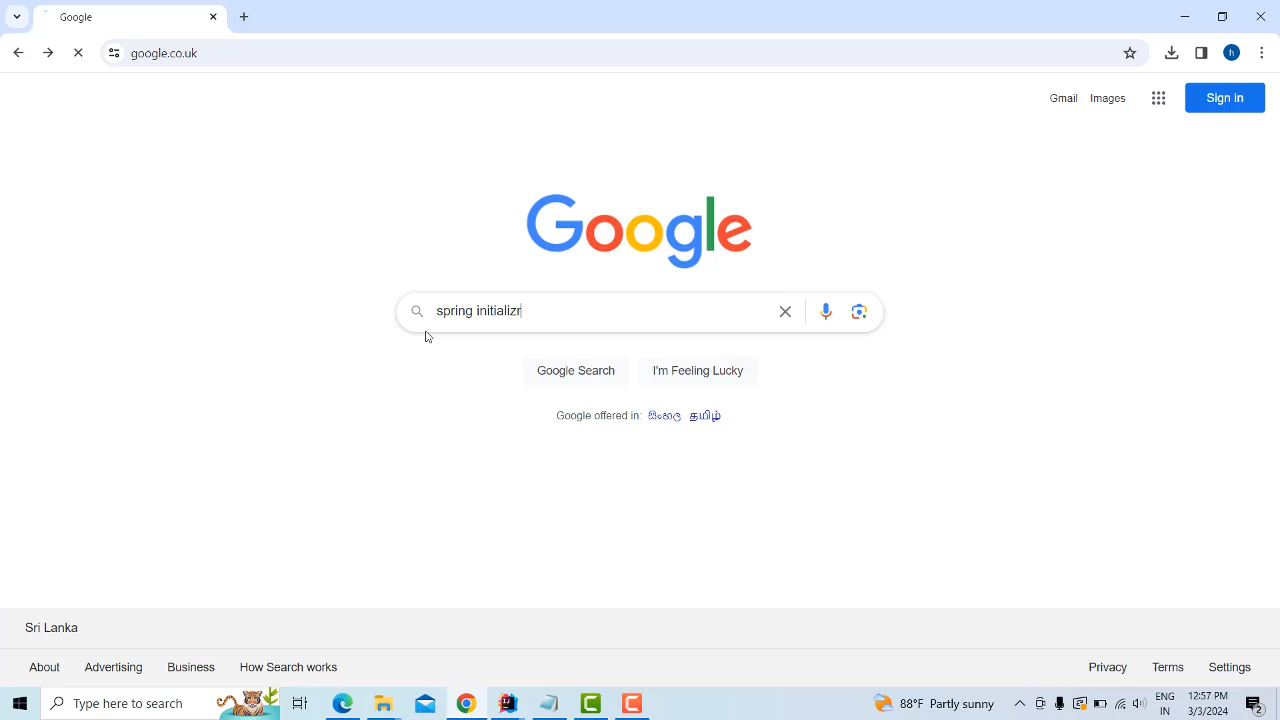 Google
google.co.uk
Gmail Images Sign in
Google
spring initializr
Google Search I'm Feeling Lucky
Google offered in: සිංහල தமிழ்
Sri Lanka
About Advertising Business How Search works Privacy Terms Settings
Type here to search 88°F Partly sunny ENG 12:57 PM
IN 3/3/2024 2